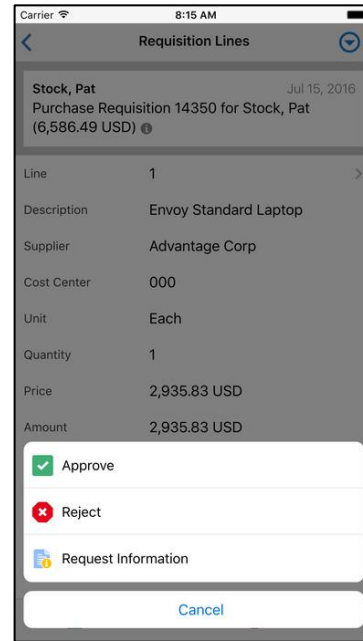 Carrier 8:15 AM
Requisition Lines
Stock, Pat Jul 15, 2016
Purchase Requisition 14350 for Stock, Pat
(6,586.49 USD)
Line 1
Description Envoy Standard Laptop
Supplier Advantage Corp
Cost Center 000
Unit Each
Quantity 1
Price 2,935.83 USD
Amount 2,935.83 USD
Approve
Reject
Request Information
Cancel